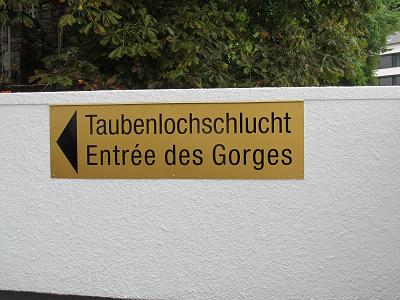 Taubenlochschlucht
Entrée des Gorges